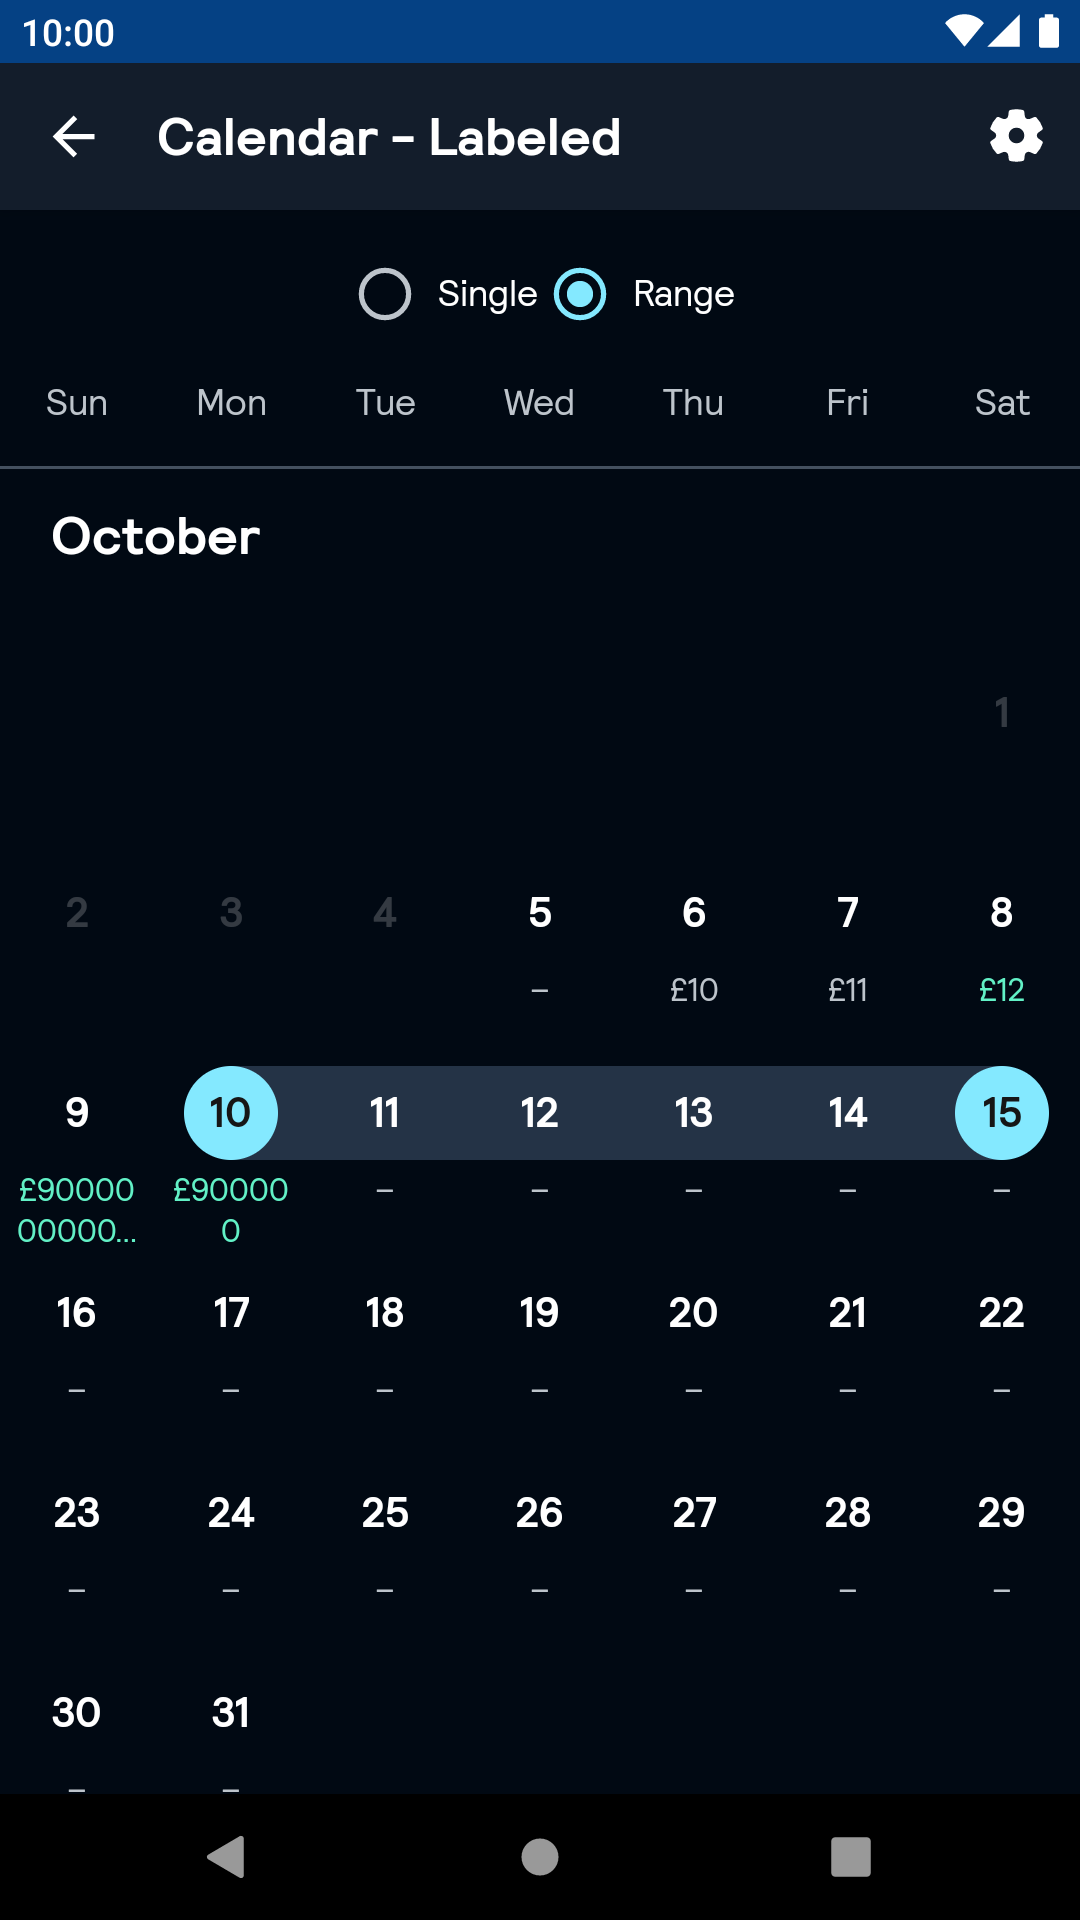 10:00
Calendar – Labeled
Single Range
Sun Mon Tue Wed Thu Fri Sat
October
1
2 3 4 5 6 7 8
– £10 £11 £12
9 10 11 12 13 14 15
£90000 £90000 – – – – –
00000... 0
16 17 18 19 20 21 22
– – – – – – –
23 24 25 26 27 28 29
– – – – – – –
30 31
– –